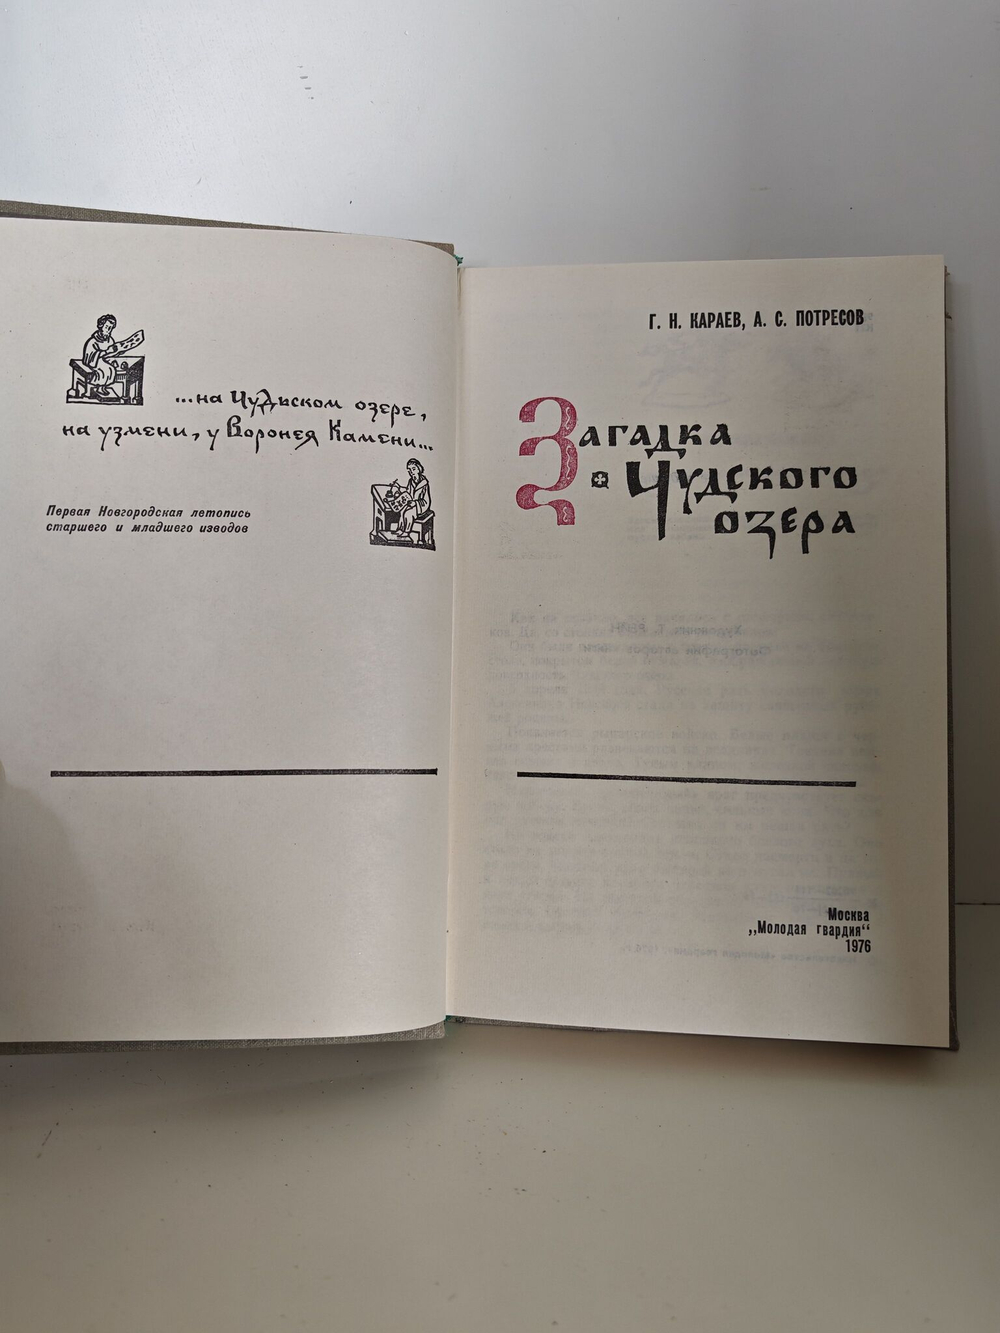 ...на Чудьском озере,
на узмени, у Воронея Камени...
Первая Новгородская летопись
старшего и младшего изводов
Г. Н. КАРАЕВ, А. С. ПОТРЕСОВ
Загадка
Чудского
озера
Москва
„Молодая гвардия“
1976